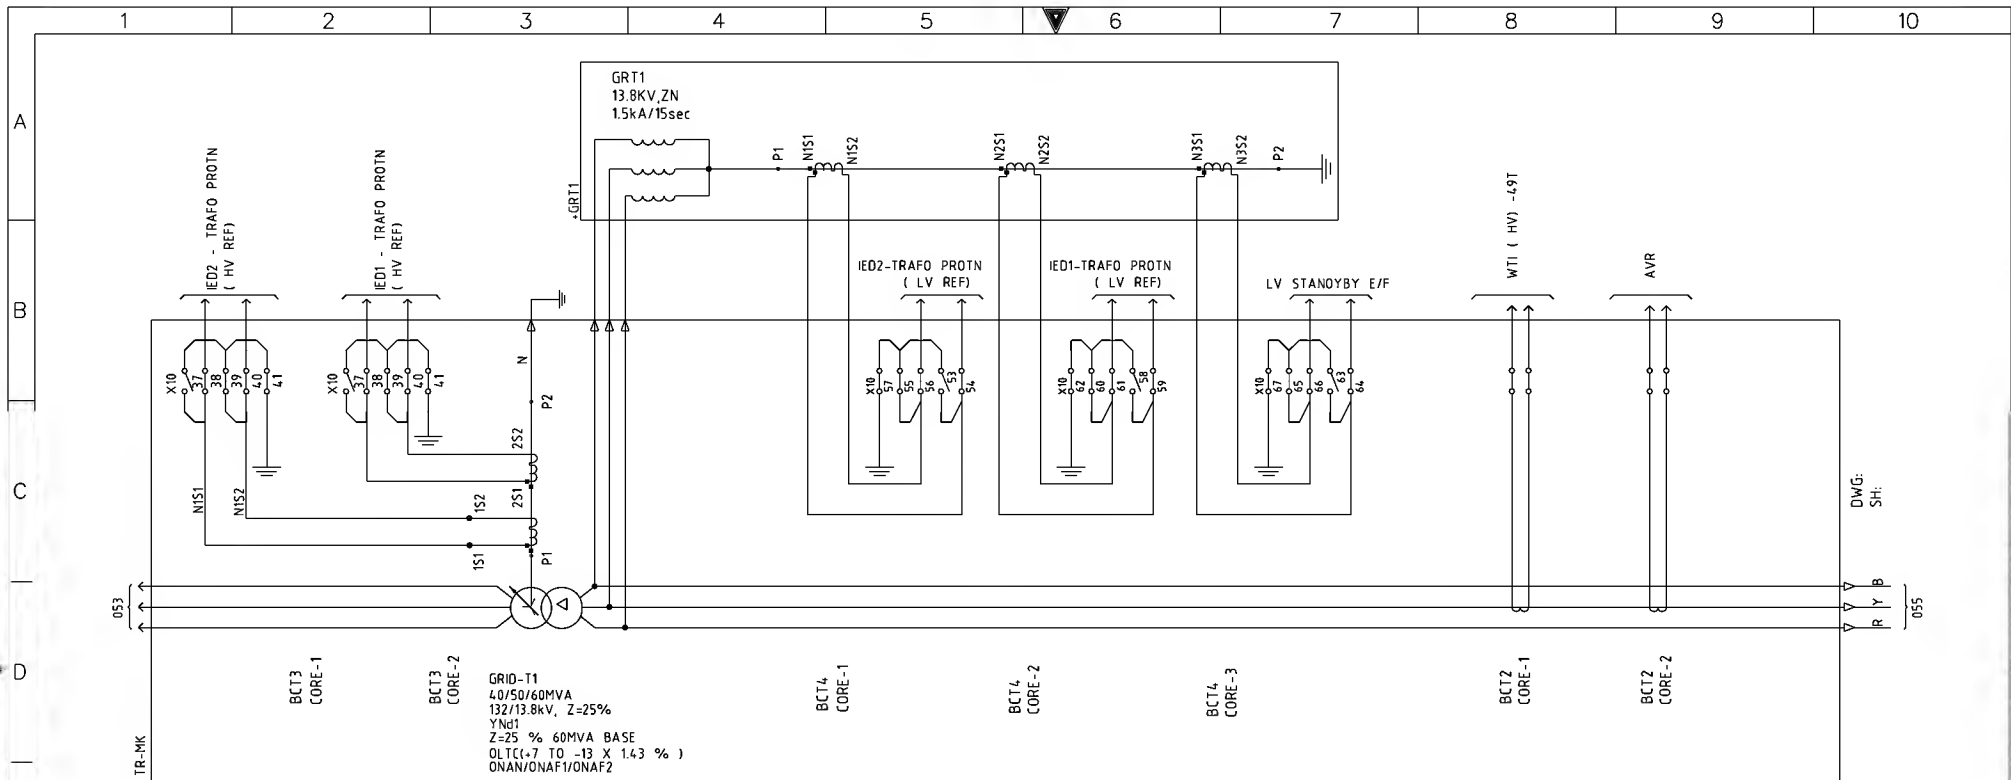 1 2 3 4 5 6 7 8 9 10
A
B
C
D
GRT1
13.8KV,ZN
1.5kA/15sec
+GRT1
P1
N1S1
N1S2
N2S1
N2S2
N3S1
N3S2
P2
IED2 - TRAFO PROTN
( HV REF)
IED1 - TRAFO PROTN
( HV REF)
IED2-TRAFO PROTN
( LV REF)
IED1-TRAFO PROTN
( LV REF)
LV STANOYBY E/F
WTI ( HV) -49T
AVR
X10
37
38
39
40
41
X10
37
38
39
40
41
N
P2
X10
57
55
56
53
54
X10
62
60
61
58
59
X10
67
65
66
63
64
N1S1
N1S2
1S2
1S1
2S2
2S1
P1
DWG:
SH:
053
B
Y
R
055
BCT3
CORE-1
BCT3
CORE-2
GRID-T1
40/50/60MVA
132/13.8kV, Z=25%
YNd1
Z=25 % 60MVA BASE
OLTC(+7 TO -13 X 1.43 % )
ONAN/ONAF1/ONAF2
BCT4
CORE-1
BCT4
CORE-2
BCT4
CORE-3
BCT2
CORE-1
BCT2
CORE-2
TR-MK